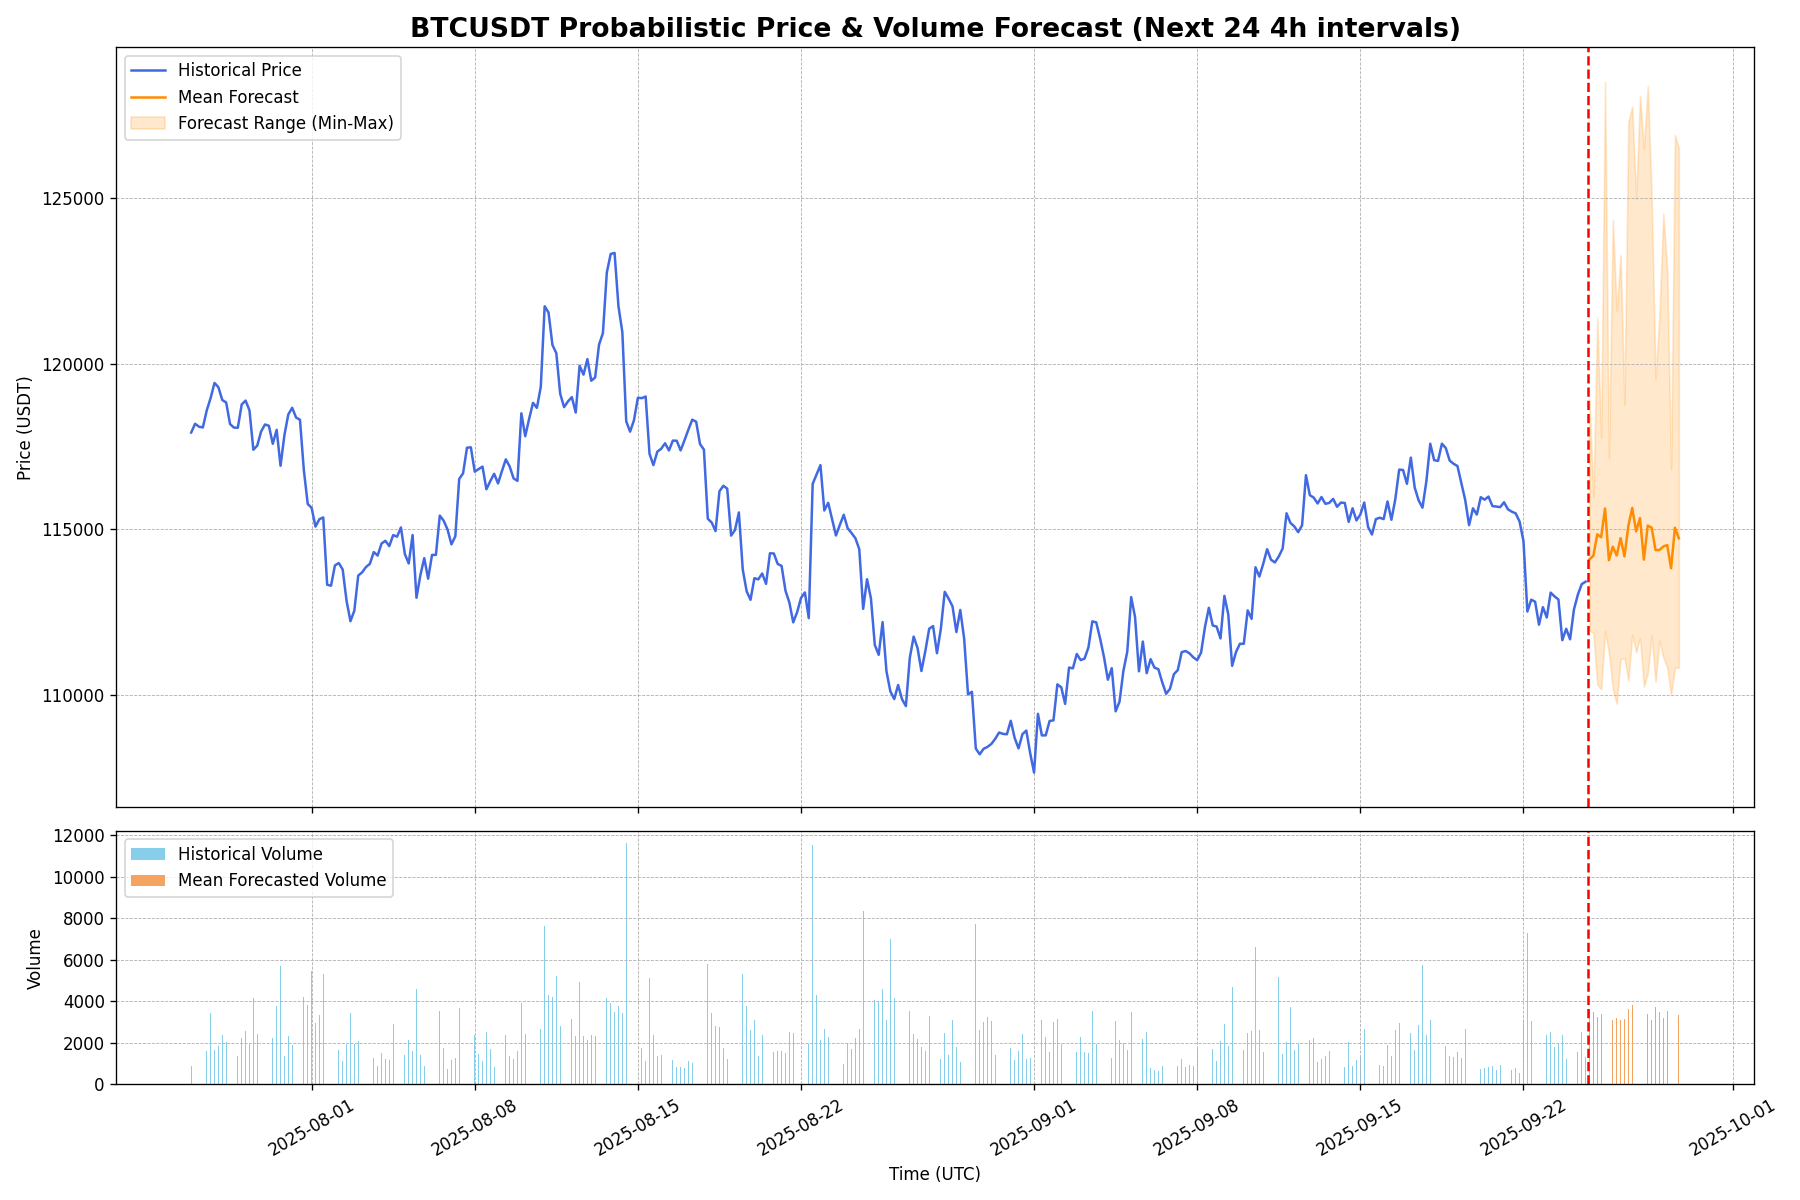 BTCUSDT Probabilistic Price & Volume Forecast (Next 24 4h intervals)
Historical Price
Mean Forecast
Forecast Range (Min-Max)
125000
120000
115000
110000
Price (USDT)
Historical Volume
Mean Forecasted Volume
12000
10000
8000
6000
4000
2000
0
Volume
2025-08-01
2025-08-08
2025-08-15
2025-08-22
2025-09-01
2025-09-08
2025-09-15
2025-09-22
2025-10-01
Time (UTC)